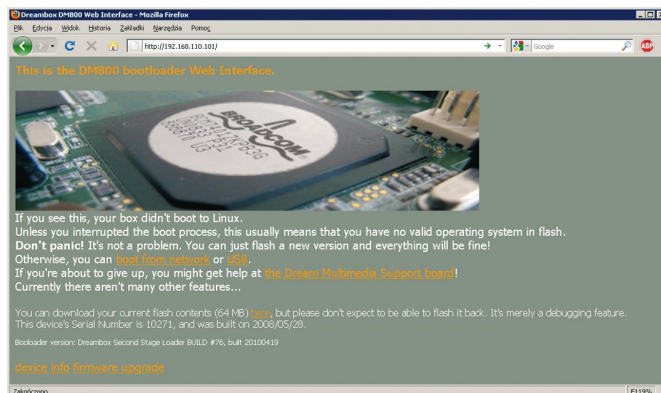 Dreambox DM800 Web Interface - Mozilla Firefox
Plik Edycja Widok Historia Zakładki Narzędzia Pomoc
http://192.168.110.101/ Google ABP
This is the DM800 bootloader Web Interface.
BROADCOM
If you see this, your box didn't boot to Linux.
Unless you interrupted the boot process, this usually means that you have no valid operating system in flash.
Don't panic! It's not a problem. You can just flash a new version and everything will be fine!
Otherwise, you can boot from network or USB.
If you're about to give up, you might get help at the Dream Multimedia Support board!
Currently there aren't many other features...
You can download your current flash contents (64 MB) here, but please don't expect to be able to flash it back. It's merely a debugging feature.
This device's Serial Number is 10271, and was built on 2008/05/28.
Booloader version: Dreambox Second Stage Loader BUILD #76, built 20100419
device info firmware upgrade
Zakończono